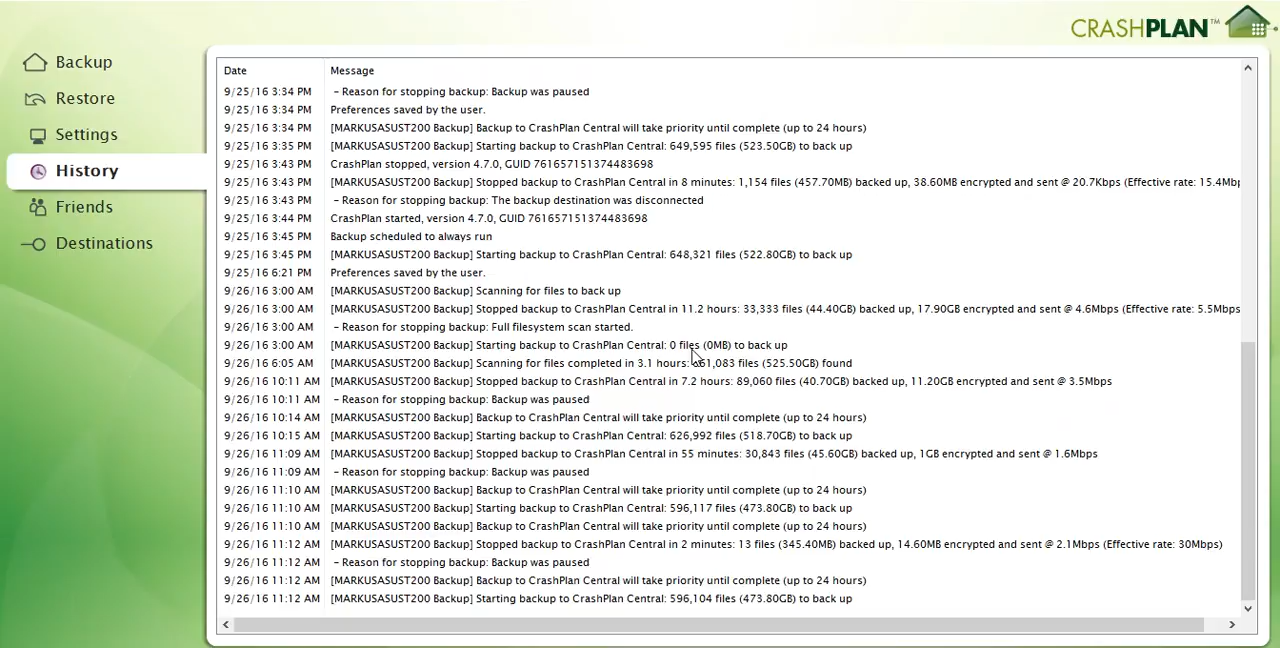 CRASHPLAN™
Backup
Restore
Settings
History
Friends
Destinations
Date Message
9/25/16 3:34 PM - Reason for stopping backup: Backup was paused
9/25/16 3:34 PM Preferences saved by the user.
9/25/16 3:34 PM [MARKUSASUST200 Backup] Backup to CrashPlan Central will take priority until complete (up to 24 hours)
9/25/16 3:35 PM [MARKUSASUST200 Backup] Starting backup to CrashPlan Central: 649,595 files (523.50GB) to back up
9/25/16 3:43 PM CrashPlan stopped, version 4.7.0, GUID 761657151374483698
9/25/16 3:43 PM [MARKUSASUST200 Backup] Stopped backup to CrashPlan Central in 8 minutes: 1,154 files (457.70MB) backed up, 38.60MB encrypted and sent @ 20.7Kbps (Effective rate: 15.4Mbp
9/25/16 3:43 PM - Reason for stopping backup: The backup destination was disconnected
9/25/16 3:44 PM CrashPlan started, version 4.7.0, GUID 761657151374483698
9/25/16 3:45 PM Backup scheduled to always run
9/25/16 3:45 PM [MARKUSASUST200 Backup] Starting backup to CrashPlan Central: 648,321 files (522.80GB) to back up
9/25/16 6:21 PM Preferences saved by the user.
9/26/16 3:00 AM [MARKUSASUST200 Backup] Scanning for files to back up
9/26/16 3:00 AM [MARKUSASUST200 Backup] Stopped backup to CrashPlan Central in 11.2 hours: 33,333 files (44.40GB) backed up, 17.90GB encrypted and sent @ 4.6Mbps (Effective rate: 5.5Mbps
9/26/16 3:00 AM - Reason for stopping backup: Full filesystem scan started.
9/26/16 3:00 AM [MARKUSASUST200 Backup] Starting backup to CrashPlan Central: 0 files (0MB) to back up
9/26/16 6:05 AM [MARKUSASUST200 Backup] Scanning for files completed in 3.1 hours: files (525.50GB) found
9/26/16 10:11 AM [MARKUSASUST200 Backup] Stopped backup to CrashPlan Central in 7.2 hours: 89,060 files (40.70GB) backed up, 11.20GB encrypted and sent @ 3.5Mbps
9/26/16 10:11 AM - Reason for stopping backup: Backup was paused
9/26/16 10:14 AM [MARKUSASUST200 Backup] Backup to CrashPlan Central will take priority until complete (up to 24 hours)
9/26/16 10:15 AM [MARKUSASUST200 Backup] Starting backup to CrashPlan Central: 626,992 files (518.70GB) to back up
9/26/16 11:09 AM [MARKUSASUST200 Backup] Stopped backup to CrashPlan Central in 55 minutes: 30,843 files (45.60GB) backed up, 1GB encrypted and sent @ 1.6Mbps
9/26/16 11:09 AM - Reason for stopping backup: Backup was paused
9/26/16 11:10 AM [MARKUSASUST200 Backup] Backup to CrashPlan Central will take priority until complete (up to 24 hours)
9/26/16 11:10 AM [MARKUSASUST200 Backup] Starting backup to CrashPlan Central: 596,117 files (473.80GB) to back up
9/26/16 11:10 AM [MARKUSASUST200 Backup] Backup to CrashPlan Central will take priority until complete (up to 24 hours)
9/26/16 11:12 AM [MARKUSASUST200 Backup] Stopped backup to CrashPlan Central in 2 minutes: 13 files (345.40MB) backed up, 14.60MB encrypted and sent @ 2.1Mbps (Effective rate: 30Mbps)
9/26/16 11:12 AM - Reason for stopping backup: Backup was paused
9/26/16 11:12 AM [MARKUSASUST200 Backup] Backup to CrashPlan Central will take priority until complete (up to 24 hours)
9/26/16 11:12 AM [MARKUSASUST200 Backup] Starting backup to CrashPlan Central: 596,104 files (473.80GB) to back up